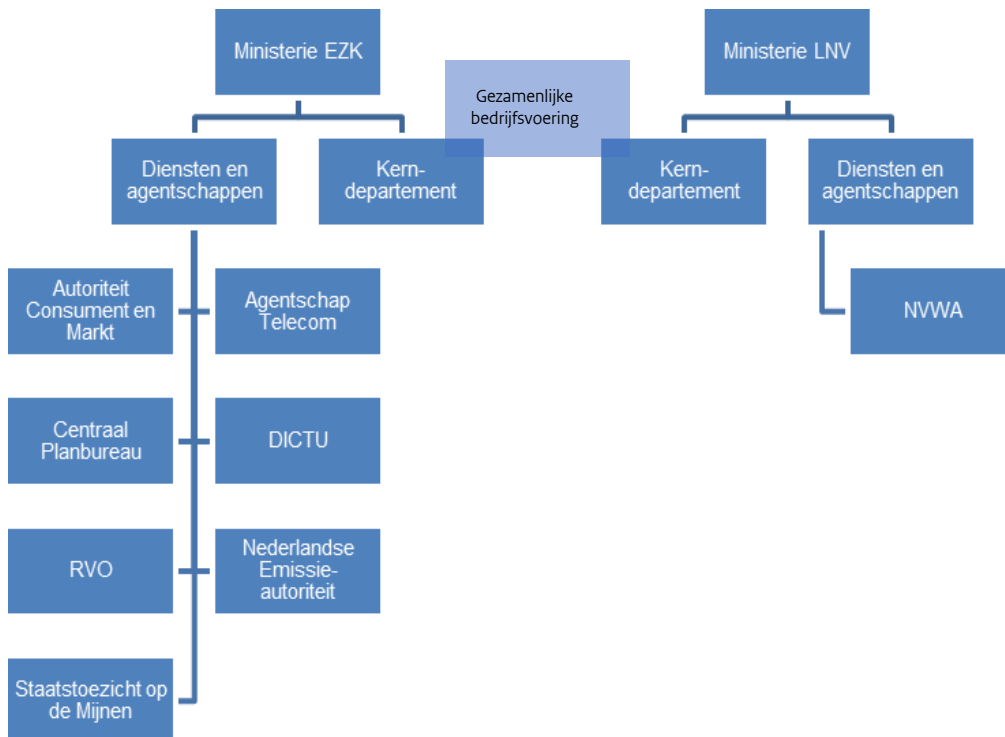 Ministerie EZK
Ministerie LNV
Gezamenlijke
bedrijfsvoering
Diensten en
agentschappen
Kern-
departement
Kern-
departement
Diensten en
agentschappen
Autoriteit
Consument en
Markt
Agentschap
Telecom
NVWA
Centraal
Planbureau
DICTU
RVO
Nederlandse
Emissie-
autoriteit
Staatstoezicht op
de Mijnen